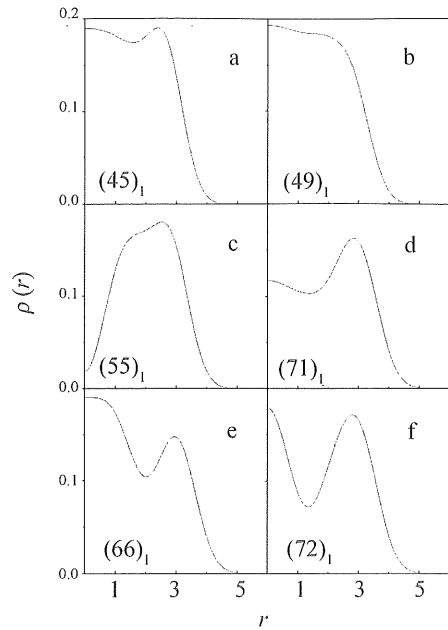 0.2
a
b
0.1
(45)₁
(49)₁
0.0
c
d
0.1
ρ (r)
(55)₁
(71)₁
0.0
e
f
0.1
(66)₁
(72)₁
0.0
1 3 5 1 3 5
r